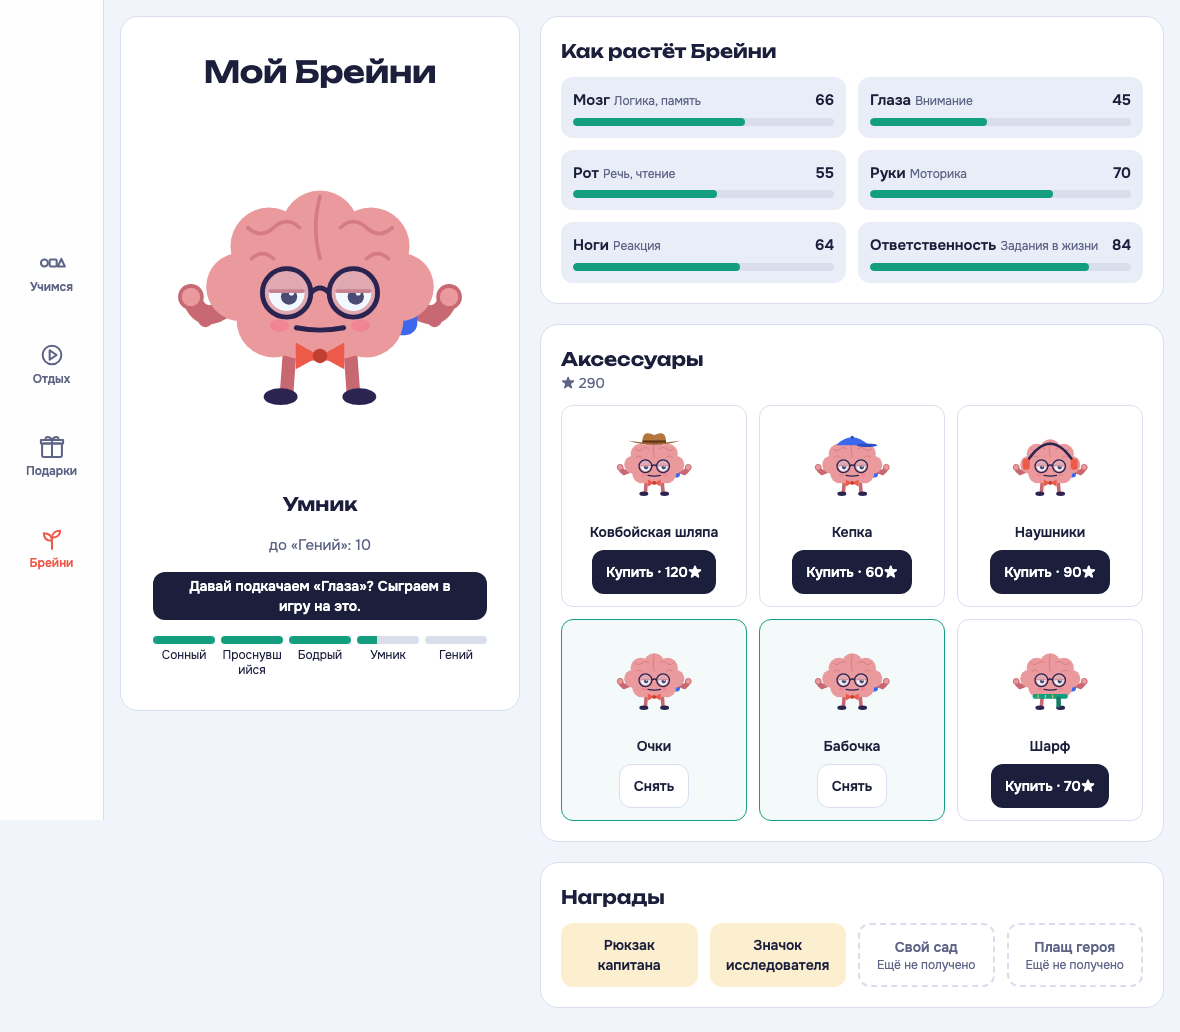 Учимся
Отдых
Подарки
Брейни
Мой Брейни
Умник
до «Гений»: 10
Давай подкачаем «Глаза»? Сыграем в
игру на это.
Сонный
Проснувш
ийся
Бодрый
Умник
Гений
Как растёт Брейни
Мозг Логика, память 66
Глаза Внимание 45
Рот Речь, чтение 55
Руки Моторика 70
Ноги Реакция 64
Ответственность Задания в жизни 84
Аксессуары
★ 290
Ковбойская шляпа
Купить · 120★
Кепка
Купить · 60★
Наушники
Купить · 90★
Очки
Снять
Бабочка
Снять
Шарф
Купить · 70★
Награды
Рюкзак
капитана
Значок
исследователя
Свой сад
Ещё не получено
Плащ героя
Ещё не получено